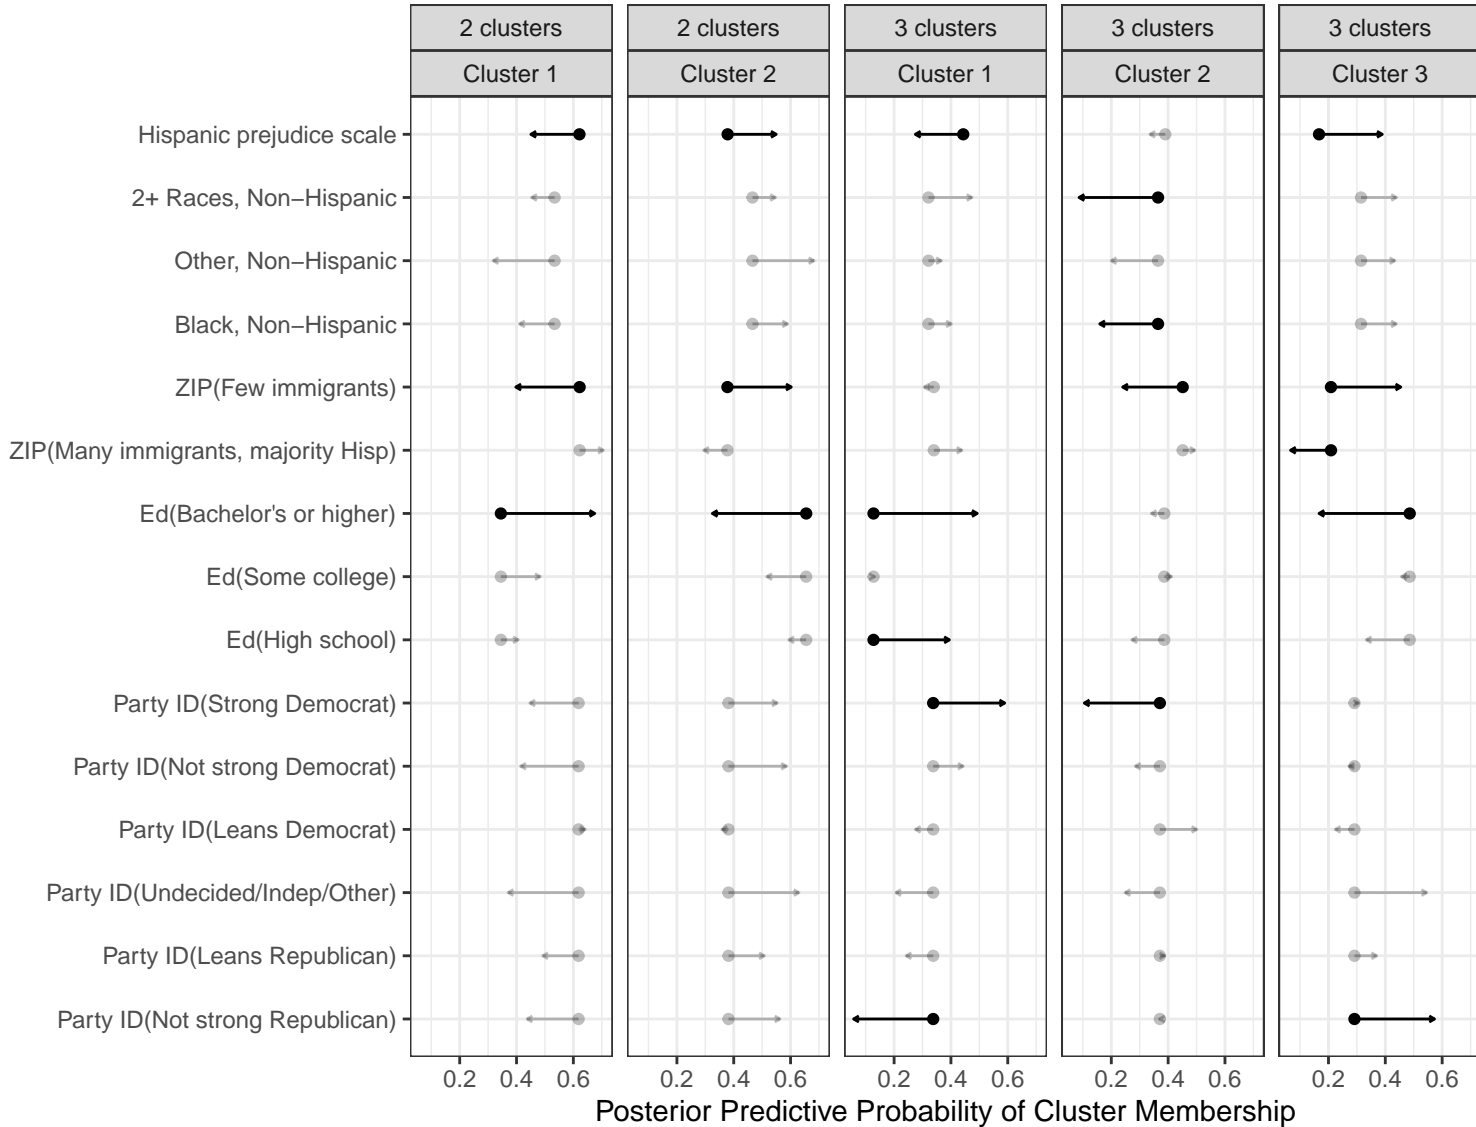 2 clusters 2 clusters 3 clusters 3 clusters 3 clusters
Cluster 1 Cluster 2 Cluster 1 Cluster 2 Cluster 3
Hispanic prejudice scale
2+ Races, Non−Hispanic
Other, Non−Hispanic
Black, Non−Hispanic
ZIP(Few immigrants)
ZIP(Many immigrants, majority Hisp)
Ed(Bachelor's or higher)
Ed(Some college)
Ed(High school)
Party ID(Strong Democrat)
Party ID(Not strong Democrat)
Party ID(Leans Democrat)
Party ID(Undecided/Indep/Other)
Party ID(Leans Republican)
Party ID(Not strong Republican)
0.2 0.4 0.6 0.2 0.4 0.6 0.2 0.4 0.6 0.2 0.4 0.6 0.2 0.4 0.6
Posterior Predictive Probability of Cluster Membership